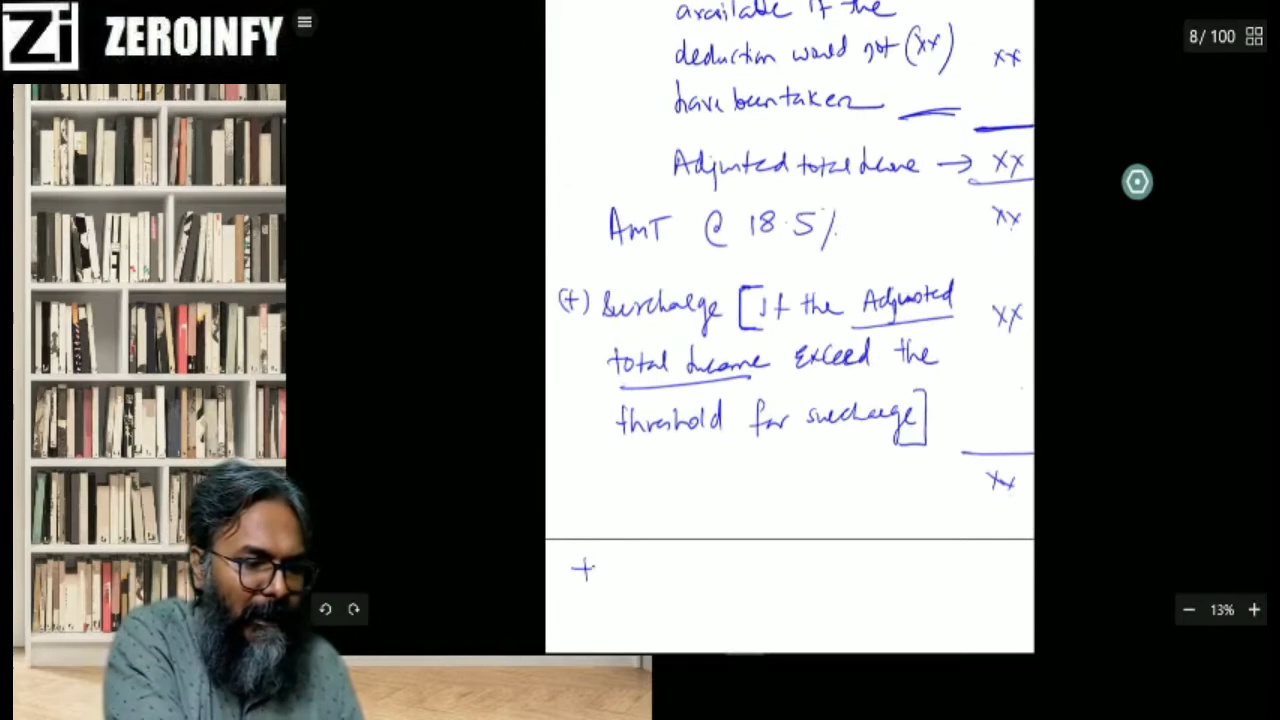 Zi ZEROINFY
8/100
available if the
deduction would not (xx) xx
have been taken
Adjusted total Income → xx
AMT @ 18.5% xx
(+) Surcharge [If the Adjusted xx
total Income exceed the
threshold for surcharge]
xx
+
13%